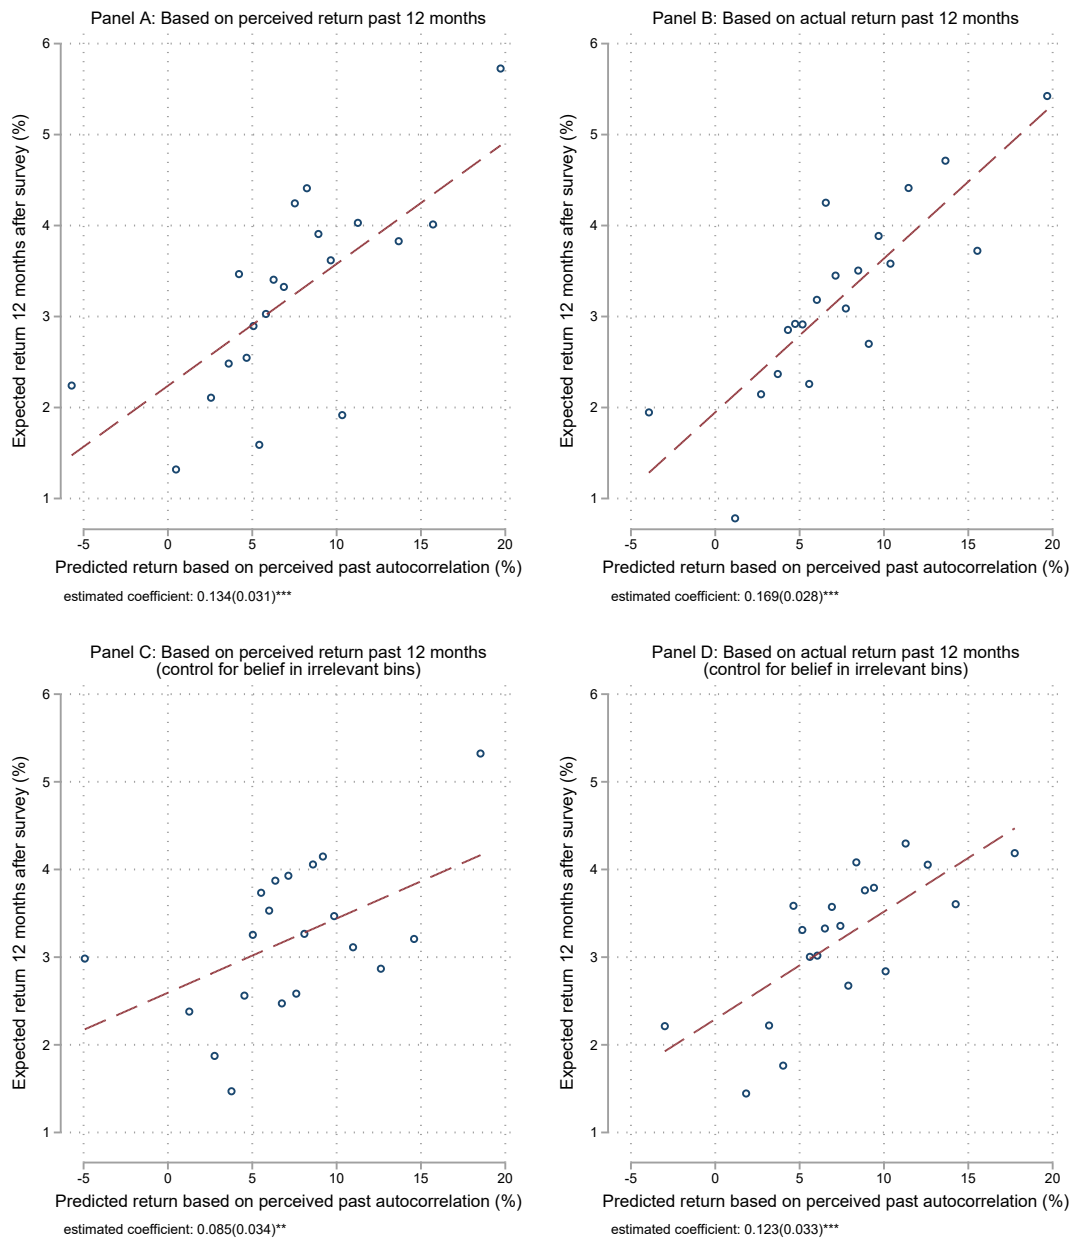 Panel A: Based on perceived return past 12 months
Expected return 12 months after survey (%)
6
5
4
3
2
1
-5 0 5 10 15 20
Predicted return based on perceived past autocorrelation (%)
estimated coefficient: 0.134(0.031)***
Panel B: Based on actual return past 12 months
Expected return 12 months after survey (%)
6
5
4
3
2
1
-5 0 5 10 15 20
Predicted return based on perceived past autocorrelation (%)
estimated coefficient: 0.169(0.028)***
Panel C: Based on perceived return past 12 months
(control for belief in irrelevant bins)
Expected return 12 months after survey (%)
6
5
4
3
2
1
-5 0 5 10 15 20
Predicted return based on perceived past autocorrelation (%)
estimated coefficient: 0.085(0.034)**
Panel D: Based on actual return past 12 months
(control for belief in irrelevant bins)
Expected return 12 months after survey (%)
6
5
4
3
2
1
-5 0 5 10 15 20
Predicted return based on perceived past autocorrelation (%)
estimated coefficient: 0.123(0.033)***